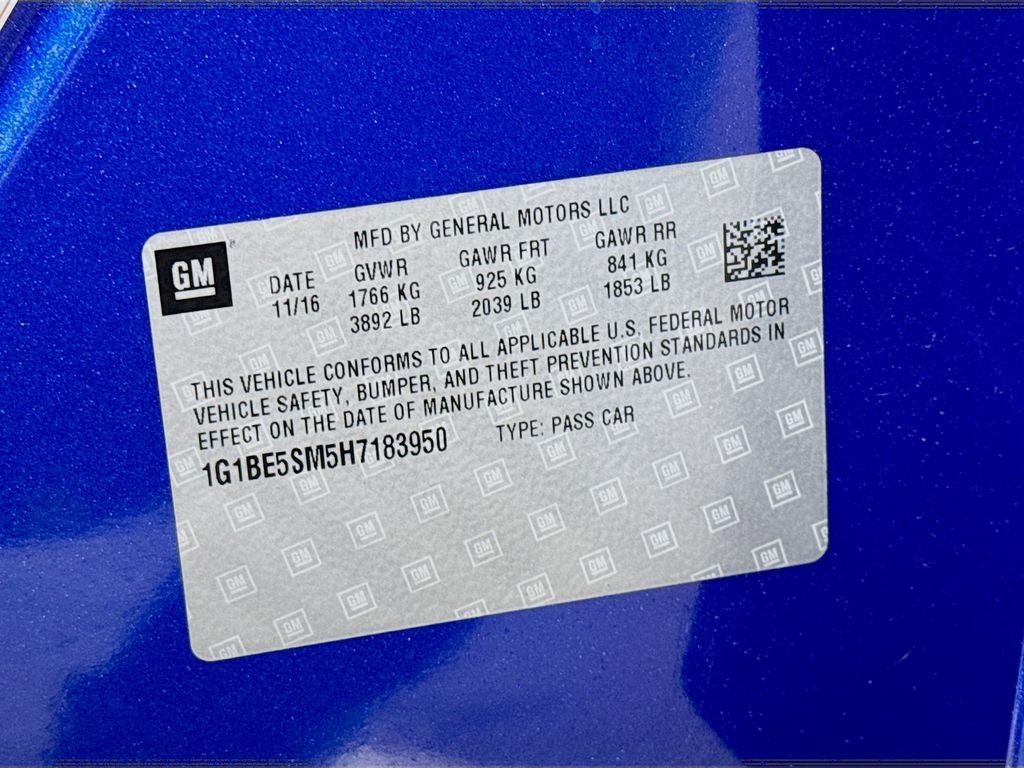 MFD BY GENERAL MOTORS LLC
GM
DATE GVWR GAWR FRT GAWR RR
11/16 1766 KG 925 KG 841 KG
3892 LB 2039 LB 1853 LB
THIS VEHICLE CONFORMS TO ALL APPLICABLE U.S. FEDERAL MOTOR
VEHICLE SAFETY, BUMPER, AND THEFT PREVENTION STANDARDS IN
EFFECT ON THE DATE OF MANUFACTURE SHOWN ABOVE.
1G1BE5SM5H7183950 TYPE: PASS CAR